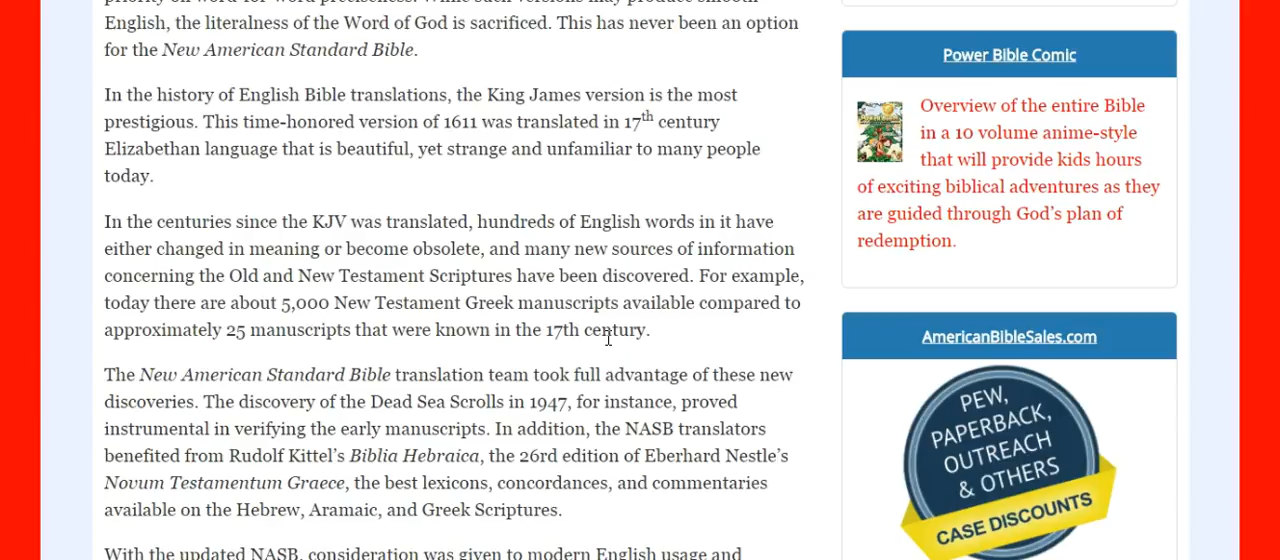 English, the literalness of the Word of God is sacrificed. This has never been an option
for the New American Standard Bible.
In the history of English Bible translations, the King James version is the most
prestigious. This time-honored version of 1611 was translated in 17th century
Elizabethan language that is beautiful, yet strange and unfamiliar to many people
today.
In the centuries since the KJV was translated, hundreds of English words in it have
either changed in meaning or become obsolete, and many new sources of information
concerning the Old and New Testament Scriptures have been discovered. For example,
today there are about 5,000 New Testament Greek manuscripts available compared to
approximately 25 manuscripts that were known in the 17th century.
The New American Standard Bible translation team took full advantage of these new
discoveries. The discovery of the Dead Sea Scrolls in 1947, for instance, proved
instrumental in verifying the early manuscripts. In addition, the NASB translators
benefited from Rudolf Kittel’s Biblia Hebraica, the 26rd edition of Eberhard Nestle’s
Novum Testamentum Graece, the best lexicons, concordances, and commentaries
available on the Hebrew, Aramaic, and Greek Scriptures.
With the updated NASB, consideration was given to modern English usage and
Power Bible Comic
Overview of the entire Bible
in a 10 volume anime-style
that will provide kids hours
of exciting biblical adventures as they
are guided through God’s plan of
redemption.
AmericanBibleSales.com
PEW,
PAPERBACK,
OUTREACH
& OTHERS
CASE DISCOUNTS